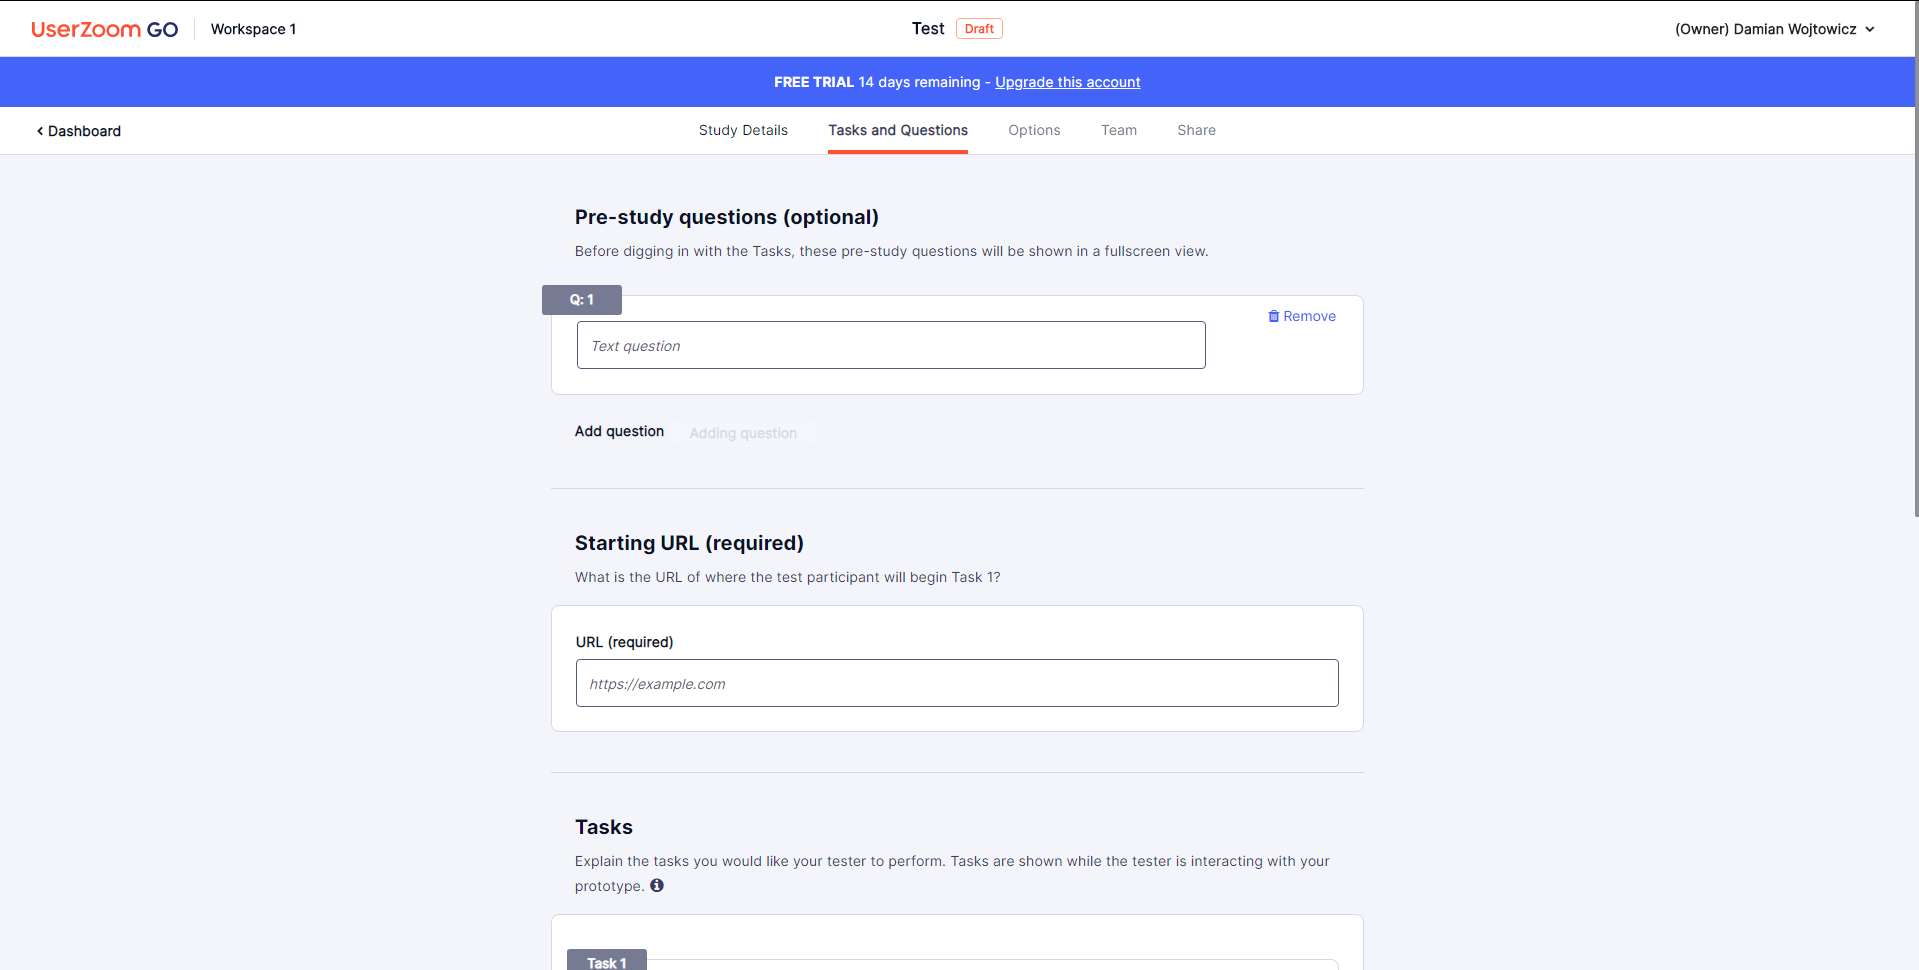 UserZoom GO Workspace 1 Test Draft (Owner) Damian Wojtowicz
FREE TRIAL 14 days remaining - Upgrade this account
Dashboard Study Details Tasks and Questions Options Team Share
Pre-study questions (optional)
Before digging in with the Tasks, these pre-study questions will be shown in a fullscreen view.
Q: 1
Remove
Text question
Add question Adding question
Starting URL (required)
What is the URL of where the test participant will begin Task 1?
URL (required)
https://example.com
Tasks
Explain the tasks you would like your tester to perform. Tasks are shown while the tester is interacting with your
prototype.
Task 1